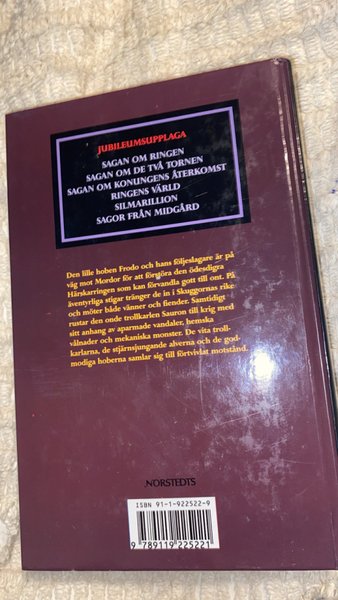 JUBILEUMSUPPLAGA
SAGAN OM RINGEN
SAGAN OM DE TVÅ TORNEN
SAGAN OM KONUNGENS ÅTERKOMST
RINGENS VÄRLD
SILMARILLION
SAGOR FRÅN MIDGÅRD
Den lille hoben Frodo och hans följeslagare är på
väg mot Mordor för att förgöra den ödesdigra
Härskarringen som kan förvandla gott till ont. På
äventyrliga stigar tränger de in i Skuggornas rike
och möter både vänner och fiender. Samtidigt
rustar den onde trollkarlen Sauron till krig med
sitt anhang av aparmade vandaler, hemska
vålnader och mekaniska monster. De vita troll-
karlarna, de stjärnsjungande alverna och de god-
modiga hoberna samlar sig till förtvivlat motstånd.
NORSTEDTS
ISBN 91-1-922522-9
9 789119 225221